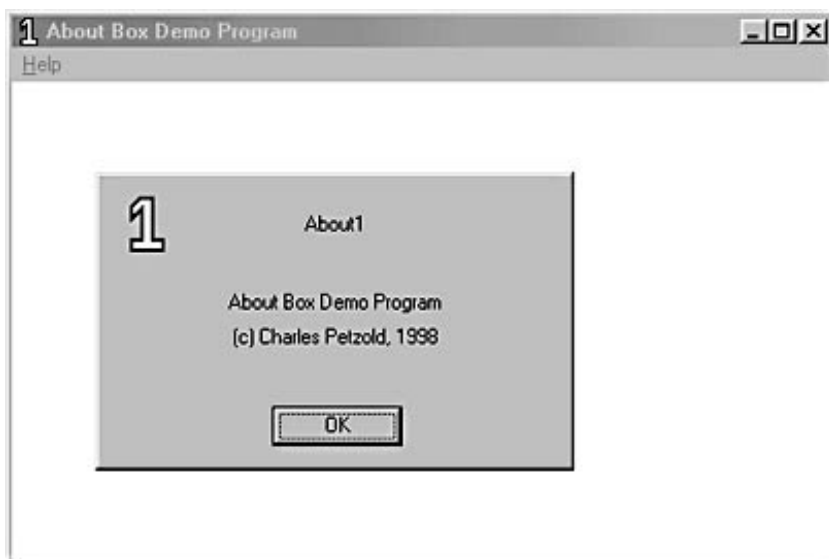 1 About Box Demo Program
Help
1
About1
About Box Demo Program
(c) Charles Petzold, 1998
OK